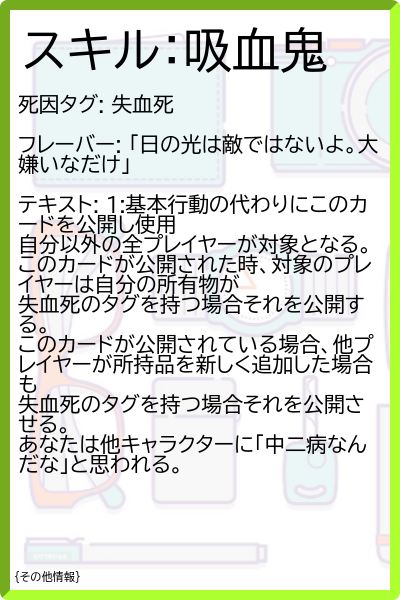 スキル：吸血鬼
死因タグ: 失血死
フレーバー: 「日の光は敵ではないよ。大
嫌いなだけ」
テキスト: 1:基本行動の代わりにこのカ
ードを公開し使用
自分以外の全プレイヤーが対象となる。
このカードが公開された時、対象のプレ
イヤーは自分の所有物が
失血死のタグを持つ場合それを公開す
る。
このカードが公開されている場合、他プ
レイヤーが所持品を新しく追加した場合
も
失血死のタグを持つ場合それを公開さ
せる。
あなたは他キャラクターに「中二病なん
だな」と思われる。
{その他情報}